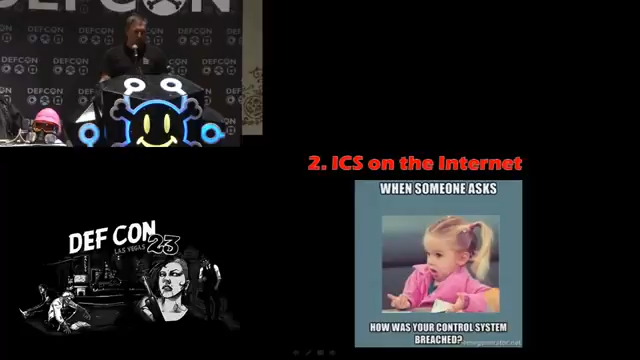 DEFCON
DEFCON
DEFCON
DEFCON
2. ICS on the Internet
WHEN SOMEONE ASKS
HOW WAS YOUR CONTROL SYSTEM
BREACHED?
DEF CON
LAS VEGAS 23